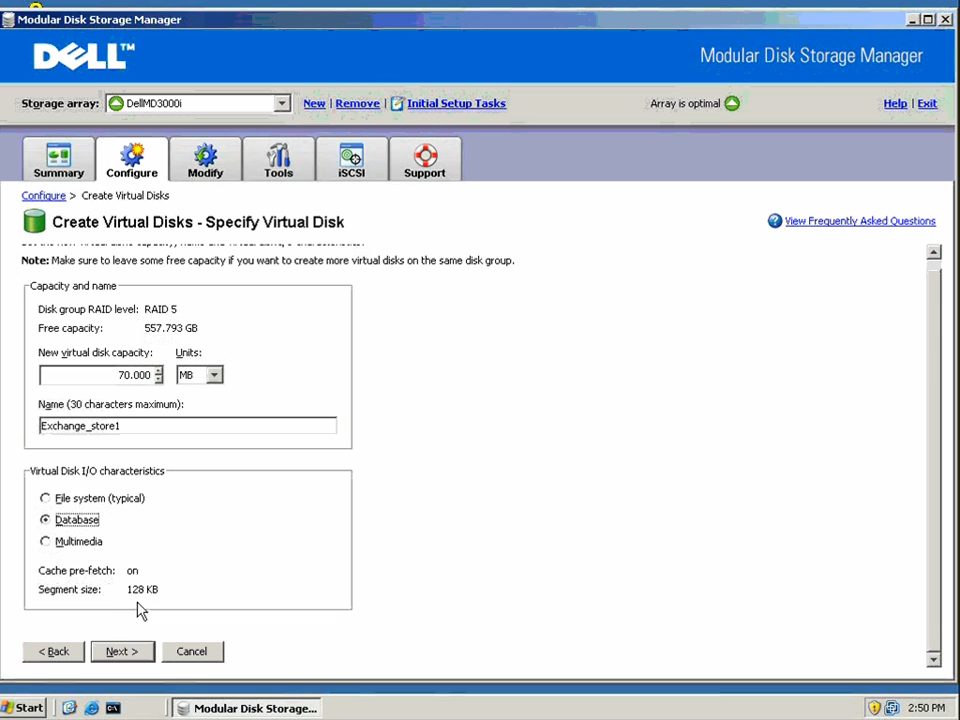 Modular Disk Storage Manager
DELL™
Modular Disk Storage Manager
Storage array: DellMD3000i New | Remove | Initial Setup Tasks Array is optimal Help | Exit
Summary Configure Modify Tools iSCSI Support
Configure > Create Virtual Disks
Create Virtual Disks - Specify Virtual Disk View Frequently Asked Questions
Note: Make sure to leave some free capacity if you want to create more virtual disks on the same disk group.
Capacity and name
Disk group RAID level: RAID 5
Free capacity: 557.793 GB
New virtual disk capacity: Units:
70.000 MB
Name (30 characters maximum):
Exchange_store1
Virtual Disk I/O characteristics
File system (typical)
Database
Multimedia
Cache pre-fetch: on
Segment size: 128 KB
< Back Next > Cancel
Start Modular Disk Storage... 2:50 PM